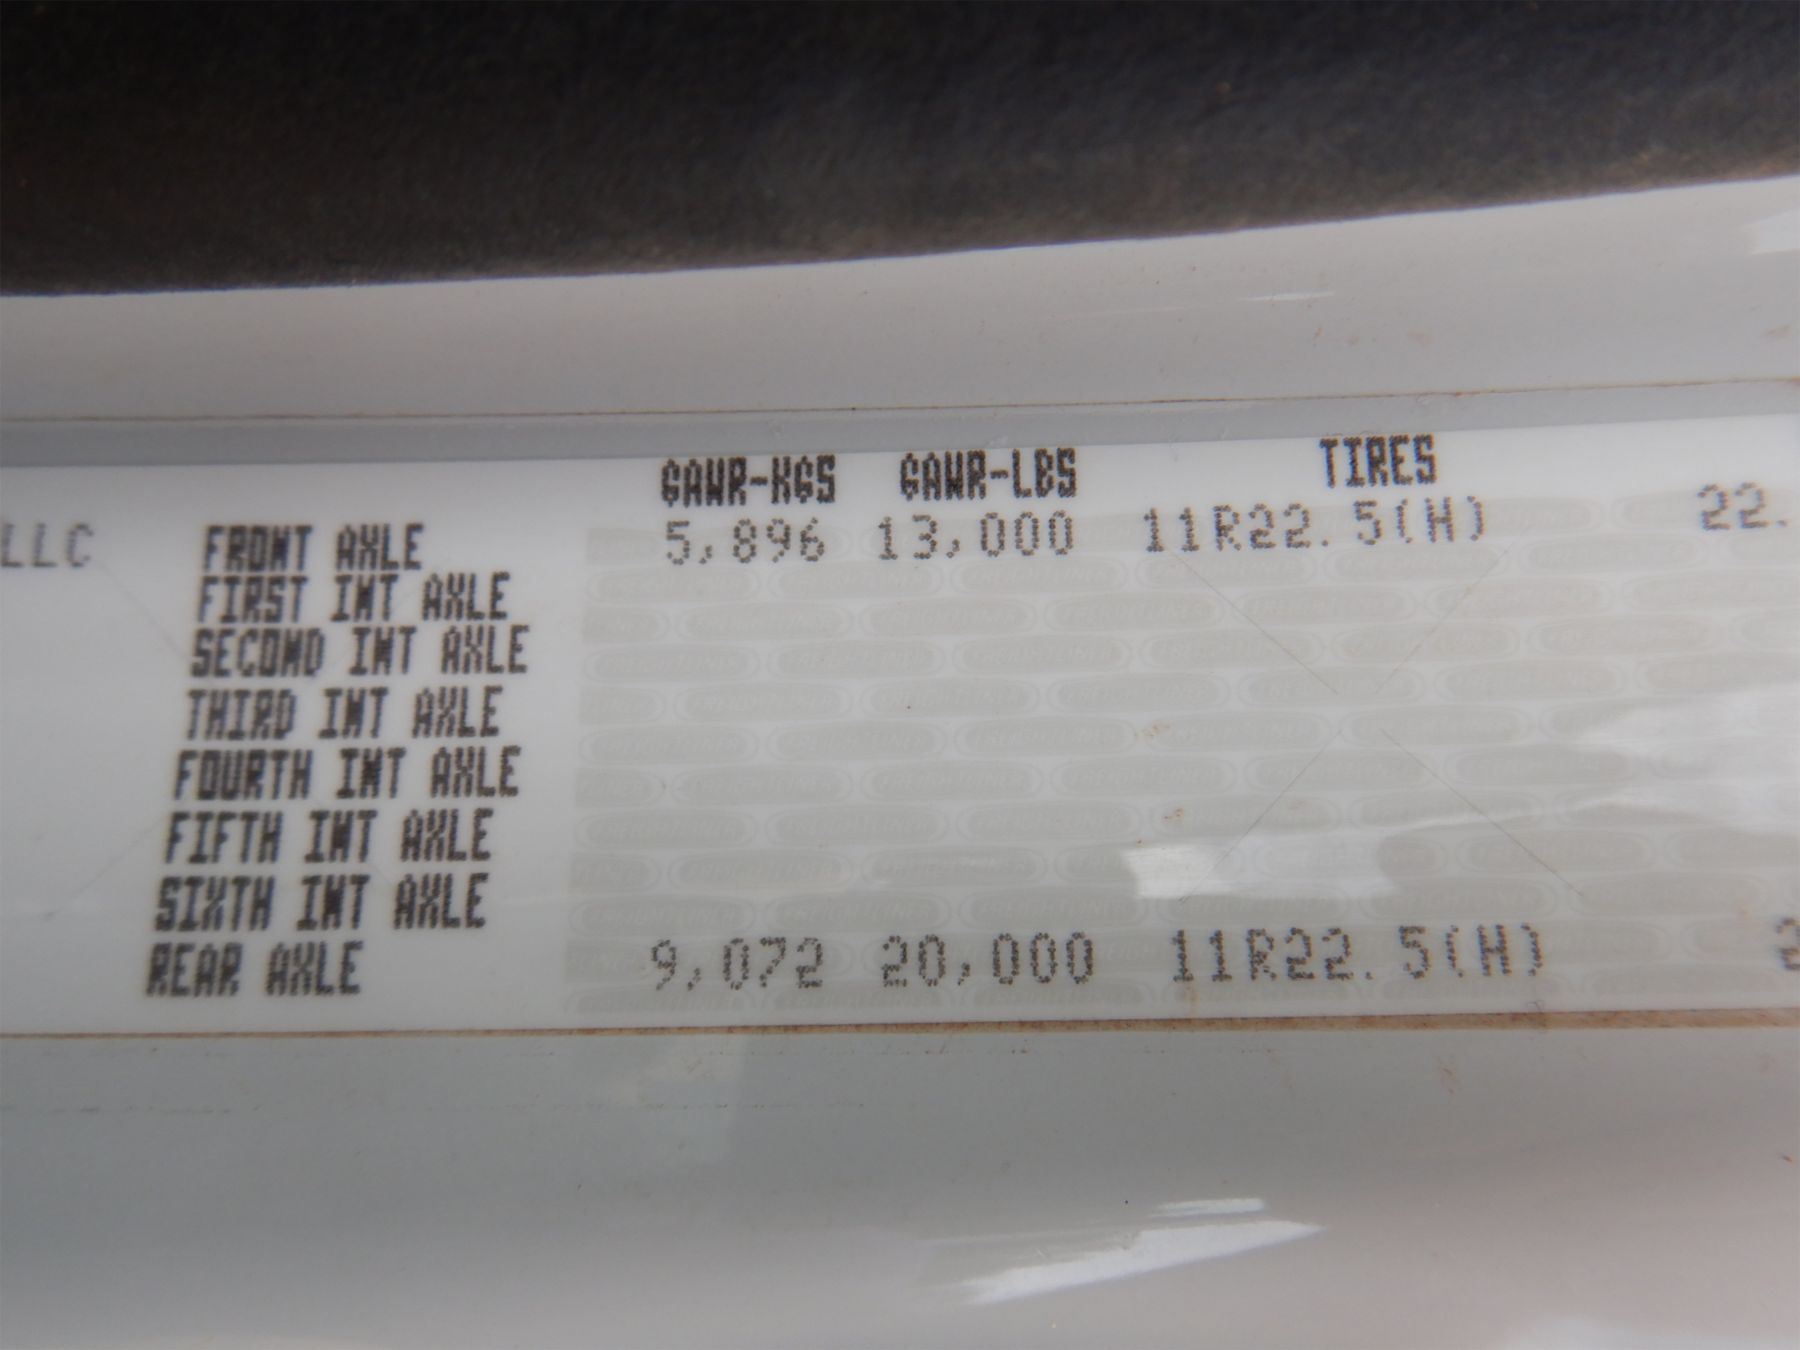 GAWR-KGS GAWR-LBS TIRES
LLC FRONT AXLE 5,896 13,000 11R22.5(H) 22.
FIRST INT AXLE
SECOND INT AXLE
THIRD INT AXLE
FOURTH INT AXLE
FIFTH INT AXLE
SIXTH INT AXLE
REAR AXLE 9,072 20,000 11R22.5(H) 2